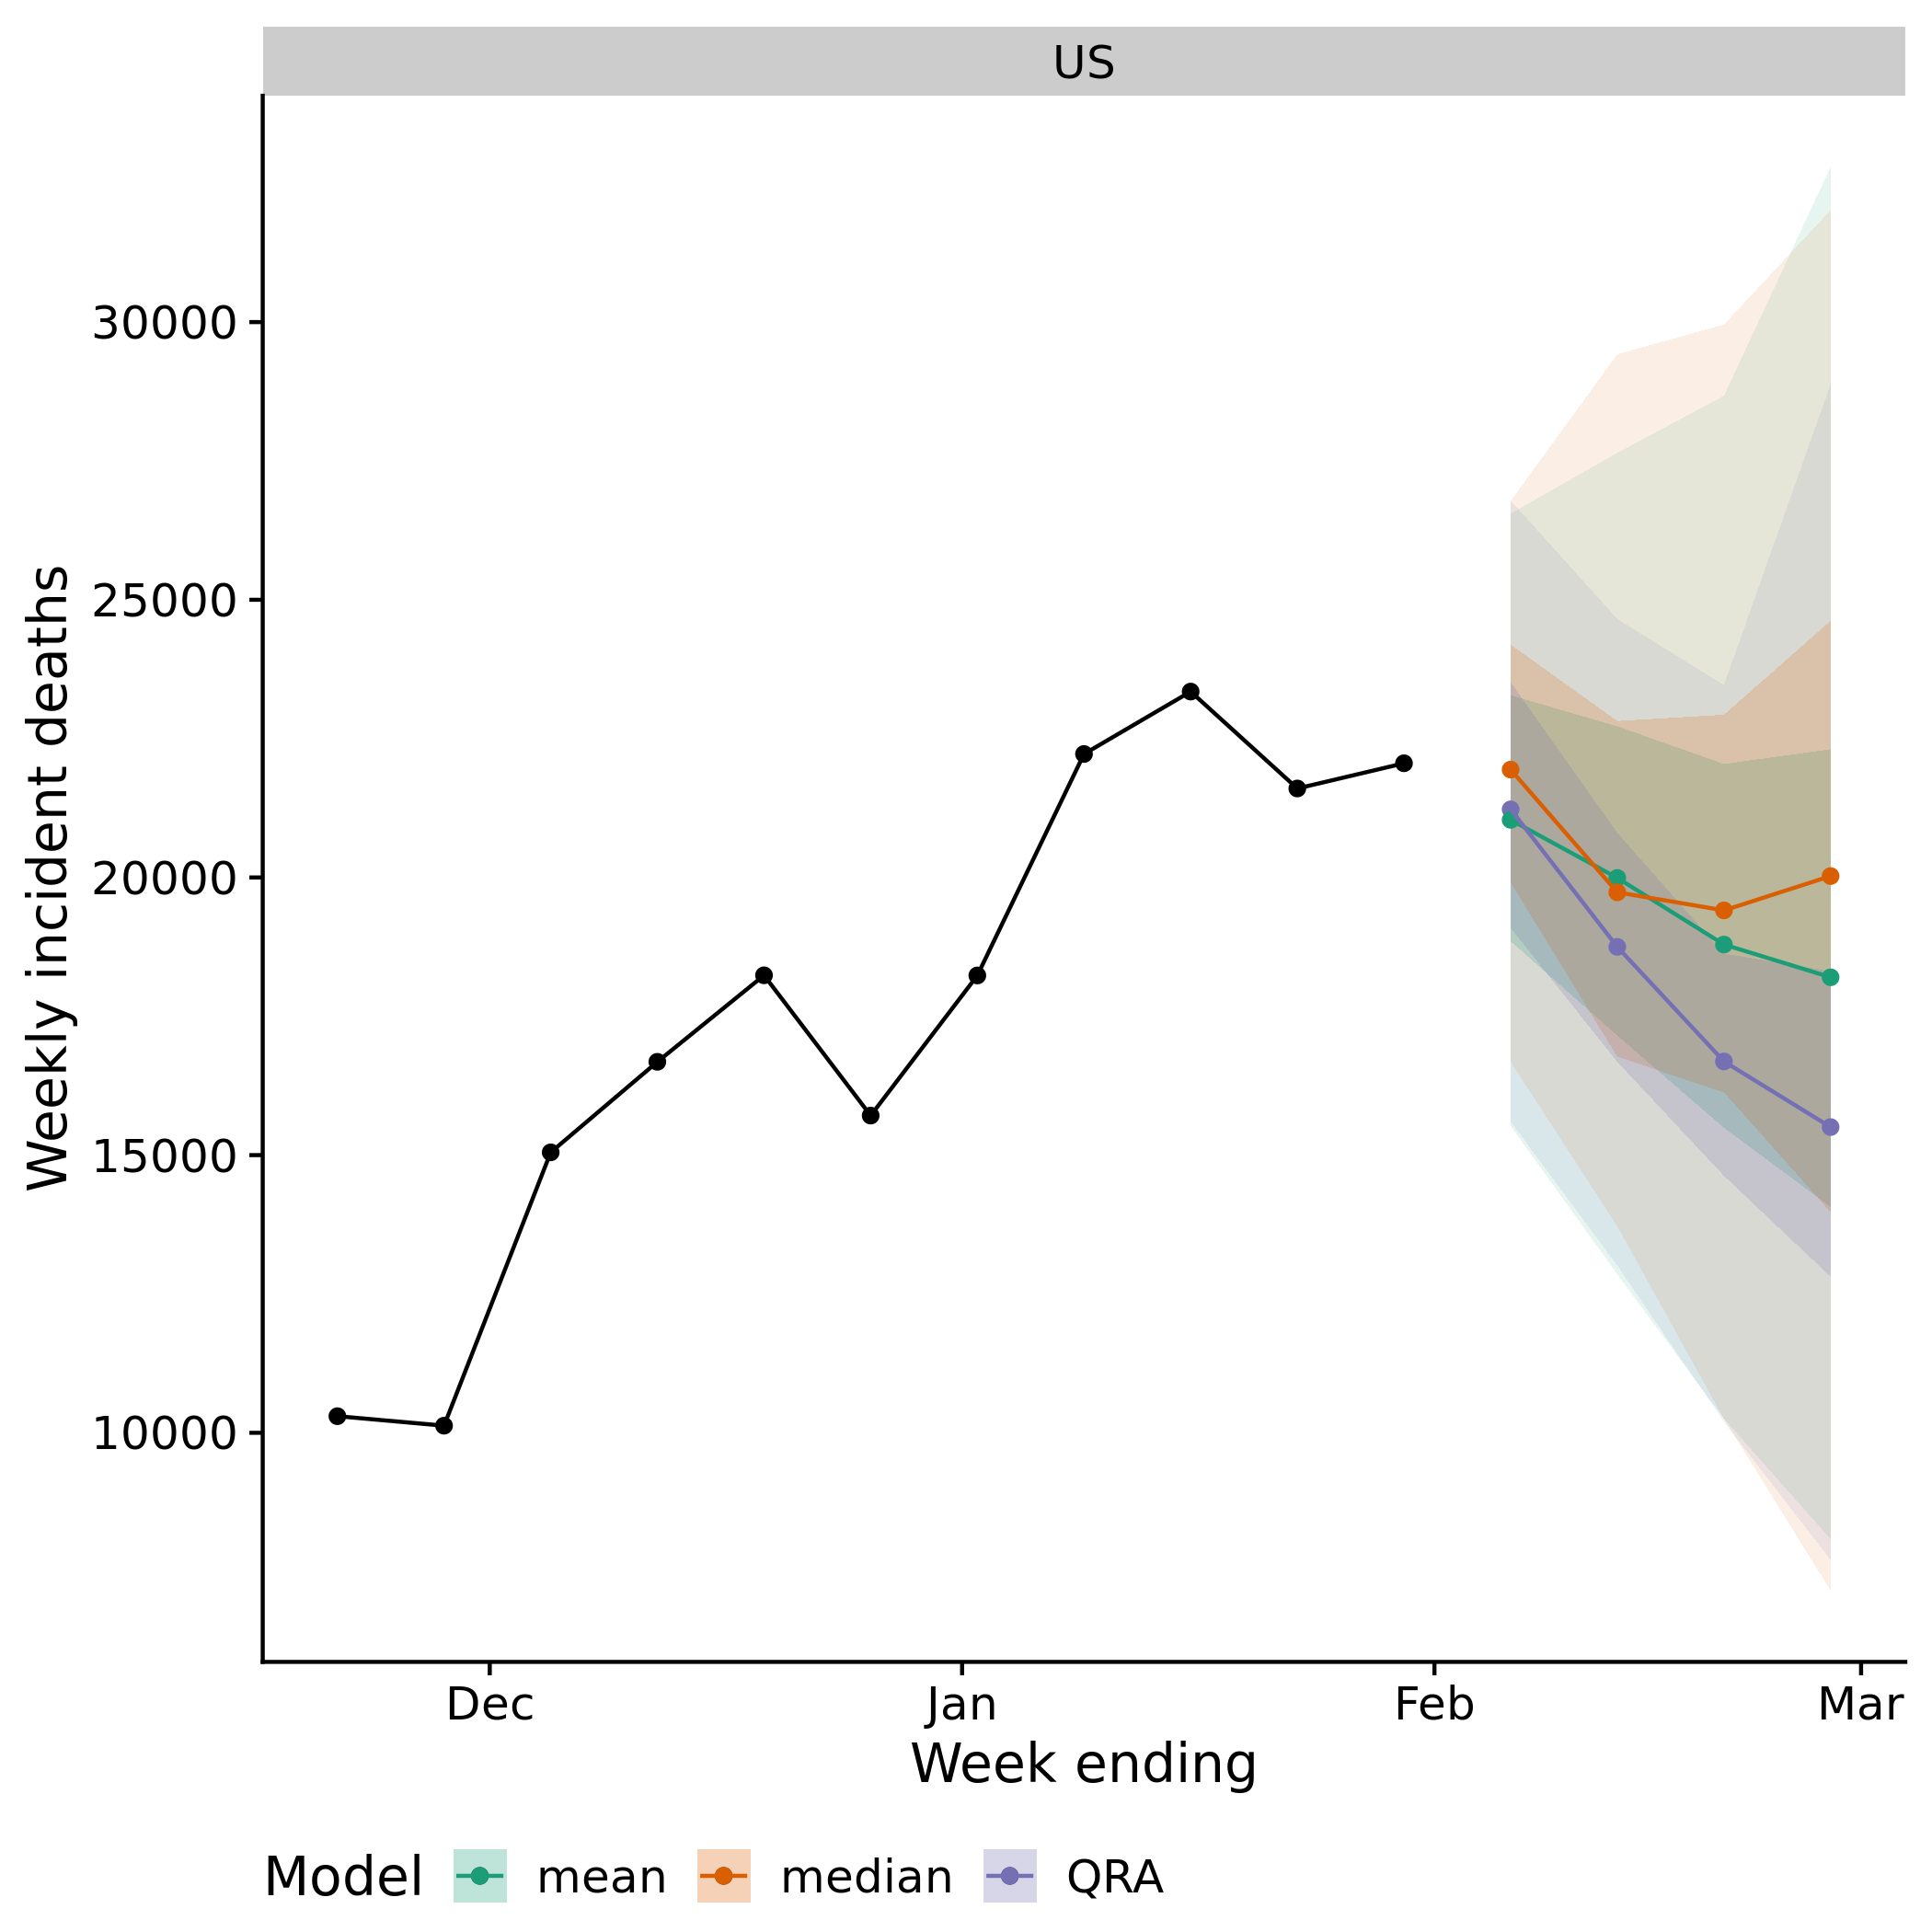 US
Weekly incident deaths
30000
25000
20000
15000
10000
Dec Jan Feb Mar
Week ending
Model mean median QRA